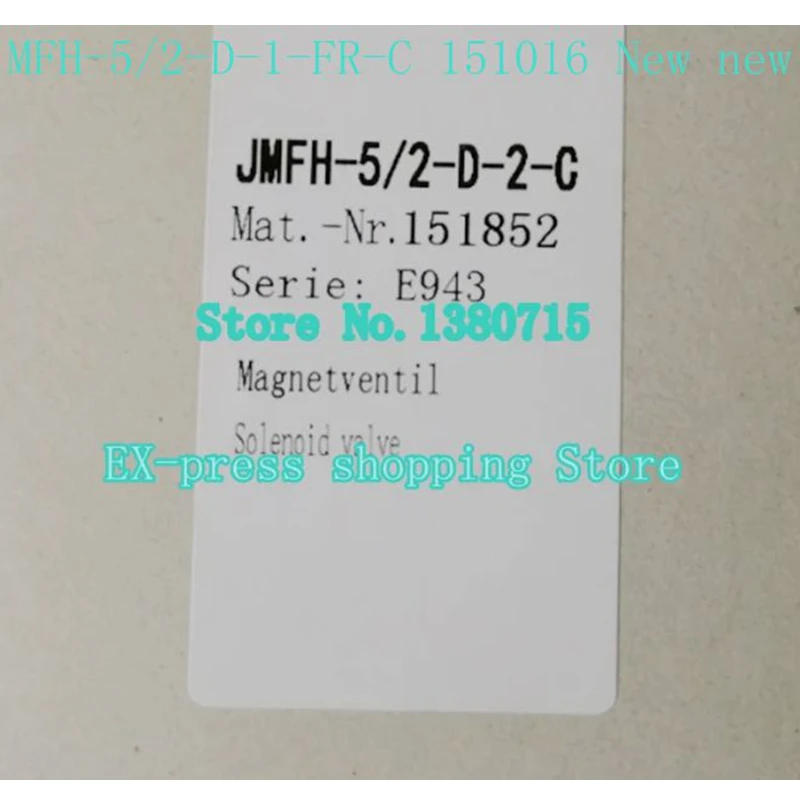 MFH-5/2-D-1-FR-C 151016 New new
JMFH-5/2-D-2-C
Mat.-Nr.151852
Serie: E943
Store No.1380715
Magnetventil
Solenoid valve
EX-press shopping Store